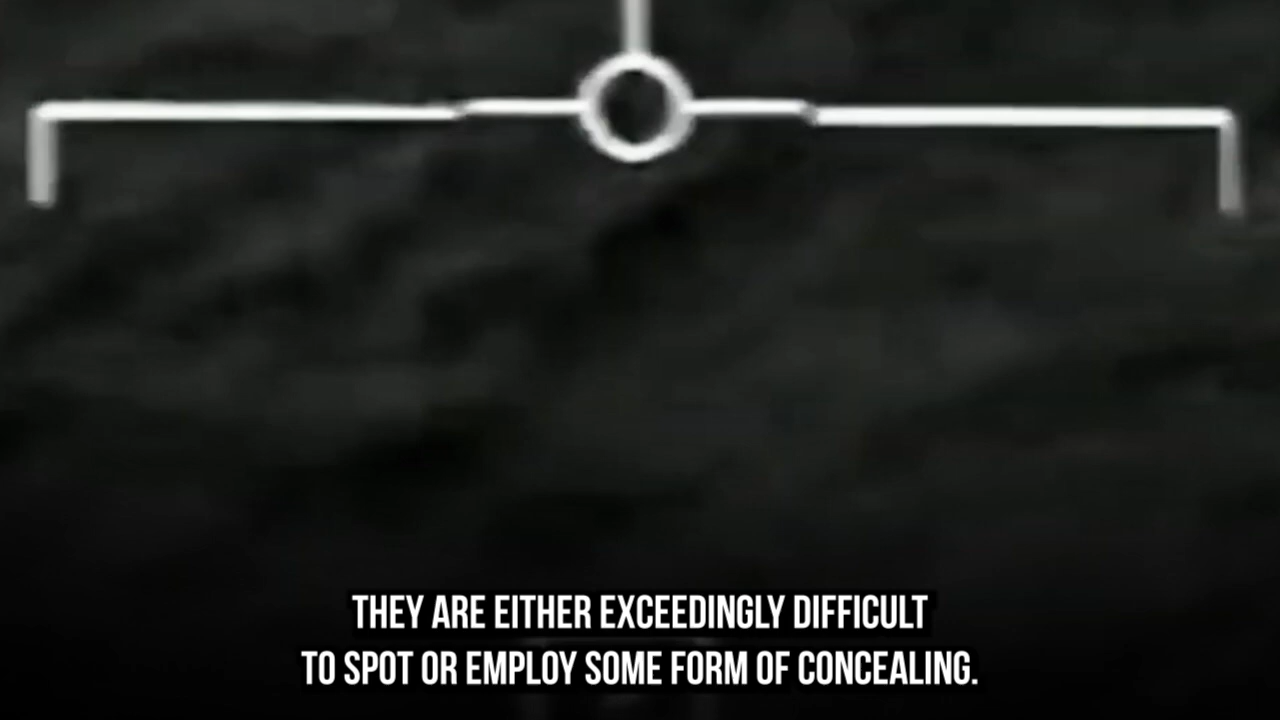 THEY ARE EITHER EXCEEDINGLY DIFFICULT
TO SPOT OR EMPLOY SOME FORM OF CONCEALING.